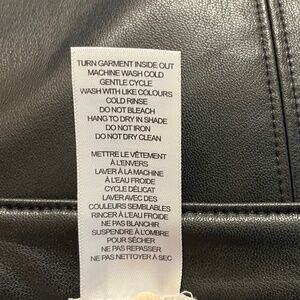 TURN GARMENT INSIDE OUT
MACHINE WASH COLD
GENTLE CYCLE
WASH WITH LIKE COLOURS
COLD RINSE
DO NOT BLEACH
HANG TO DRY IN SHADE
DO NOT IRON
DO NOT DRY CLEAN
METTRE LE VÊTEMENT
À L'ENVERS
LAVER À LA MACHINE
À L'EAU FROIDE
CYCLE DÉLICAT
LAVER AVEC DES
COULEURS SEMBLABLES
RINCER À L'EAU FROIDE
NE PAS BLANCHIR
SUSPENDRE À L'OMBRE
POUR SÉCHER
NE PAS REPASSER
NE PAS NETTOYER À SEC